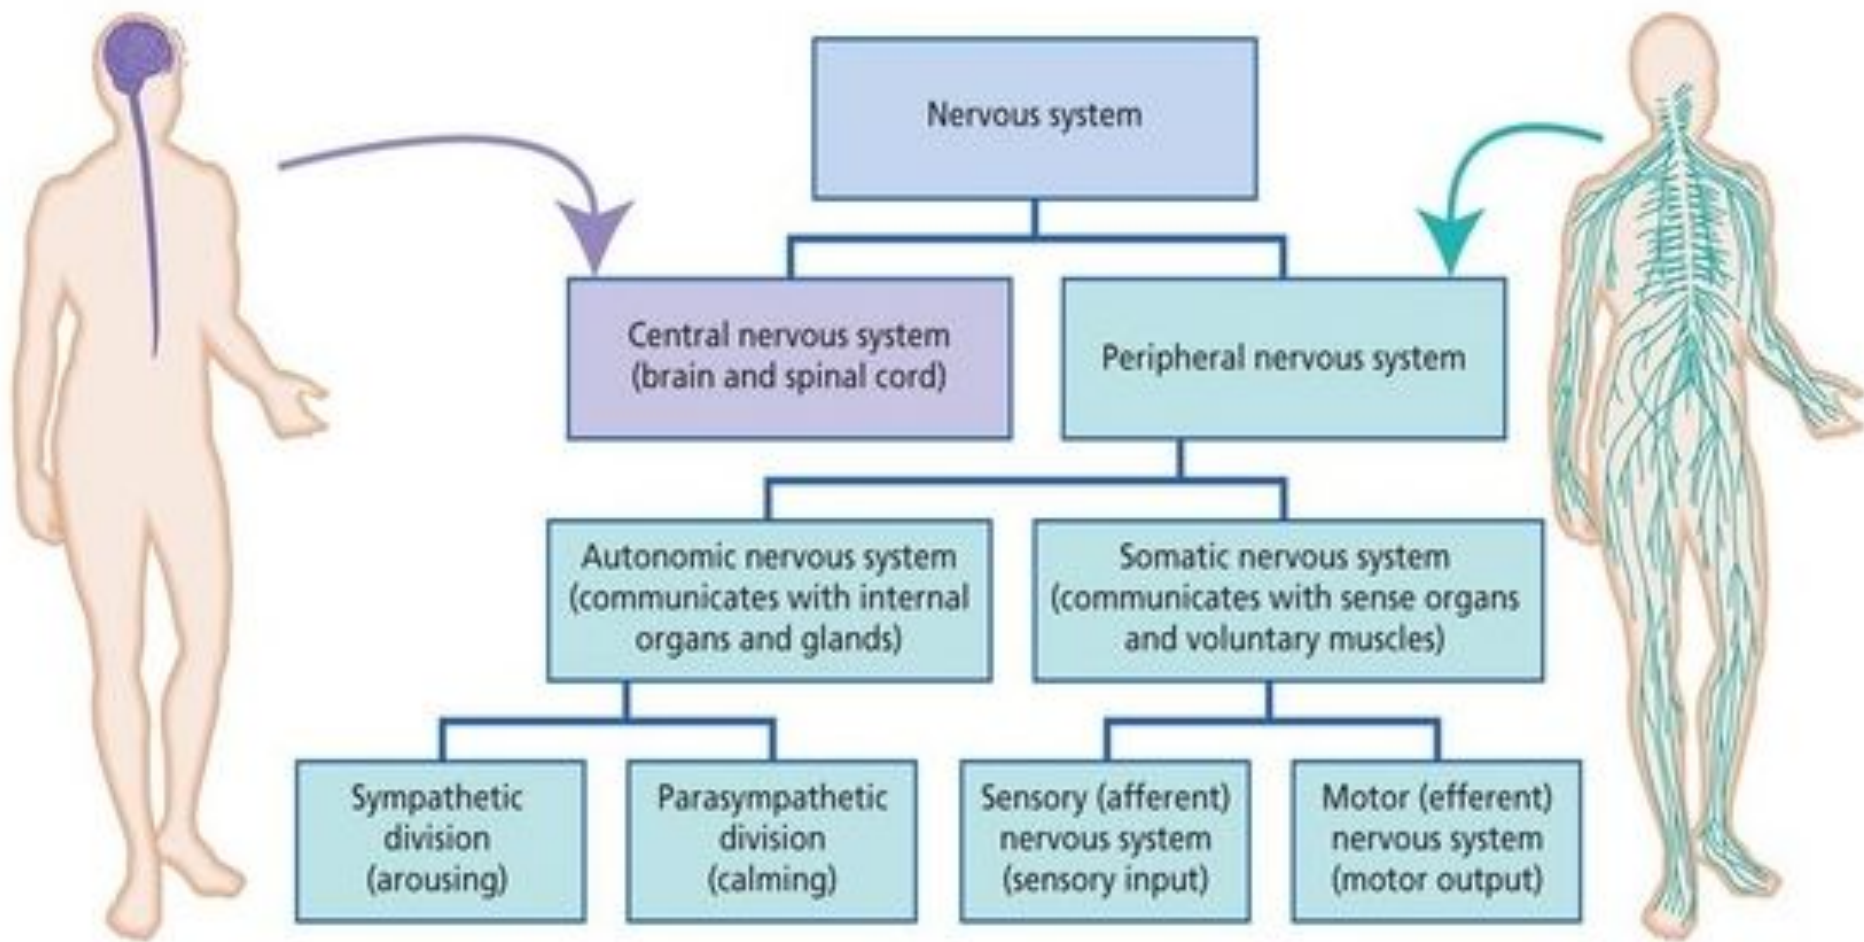 Nervous system
Central nervous system
(brain and spinal cord)
Peripheral nervous system
Autonomic nervous system
(communicates with internal
organs and glands)
Somatic nervous system
(communicates with sense organs
and voluntary muscles)
Sympathetic
division
(arousing)
Parasympathetic
division
(calming)
Sensory (afferent)
nervous system
(sensory input)
Motor (efferent)
nervous system
(motor output)